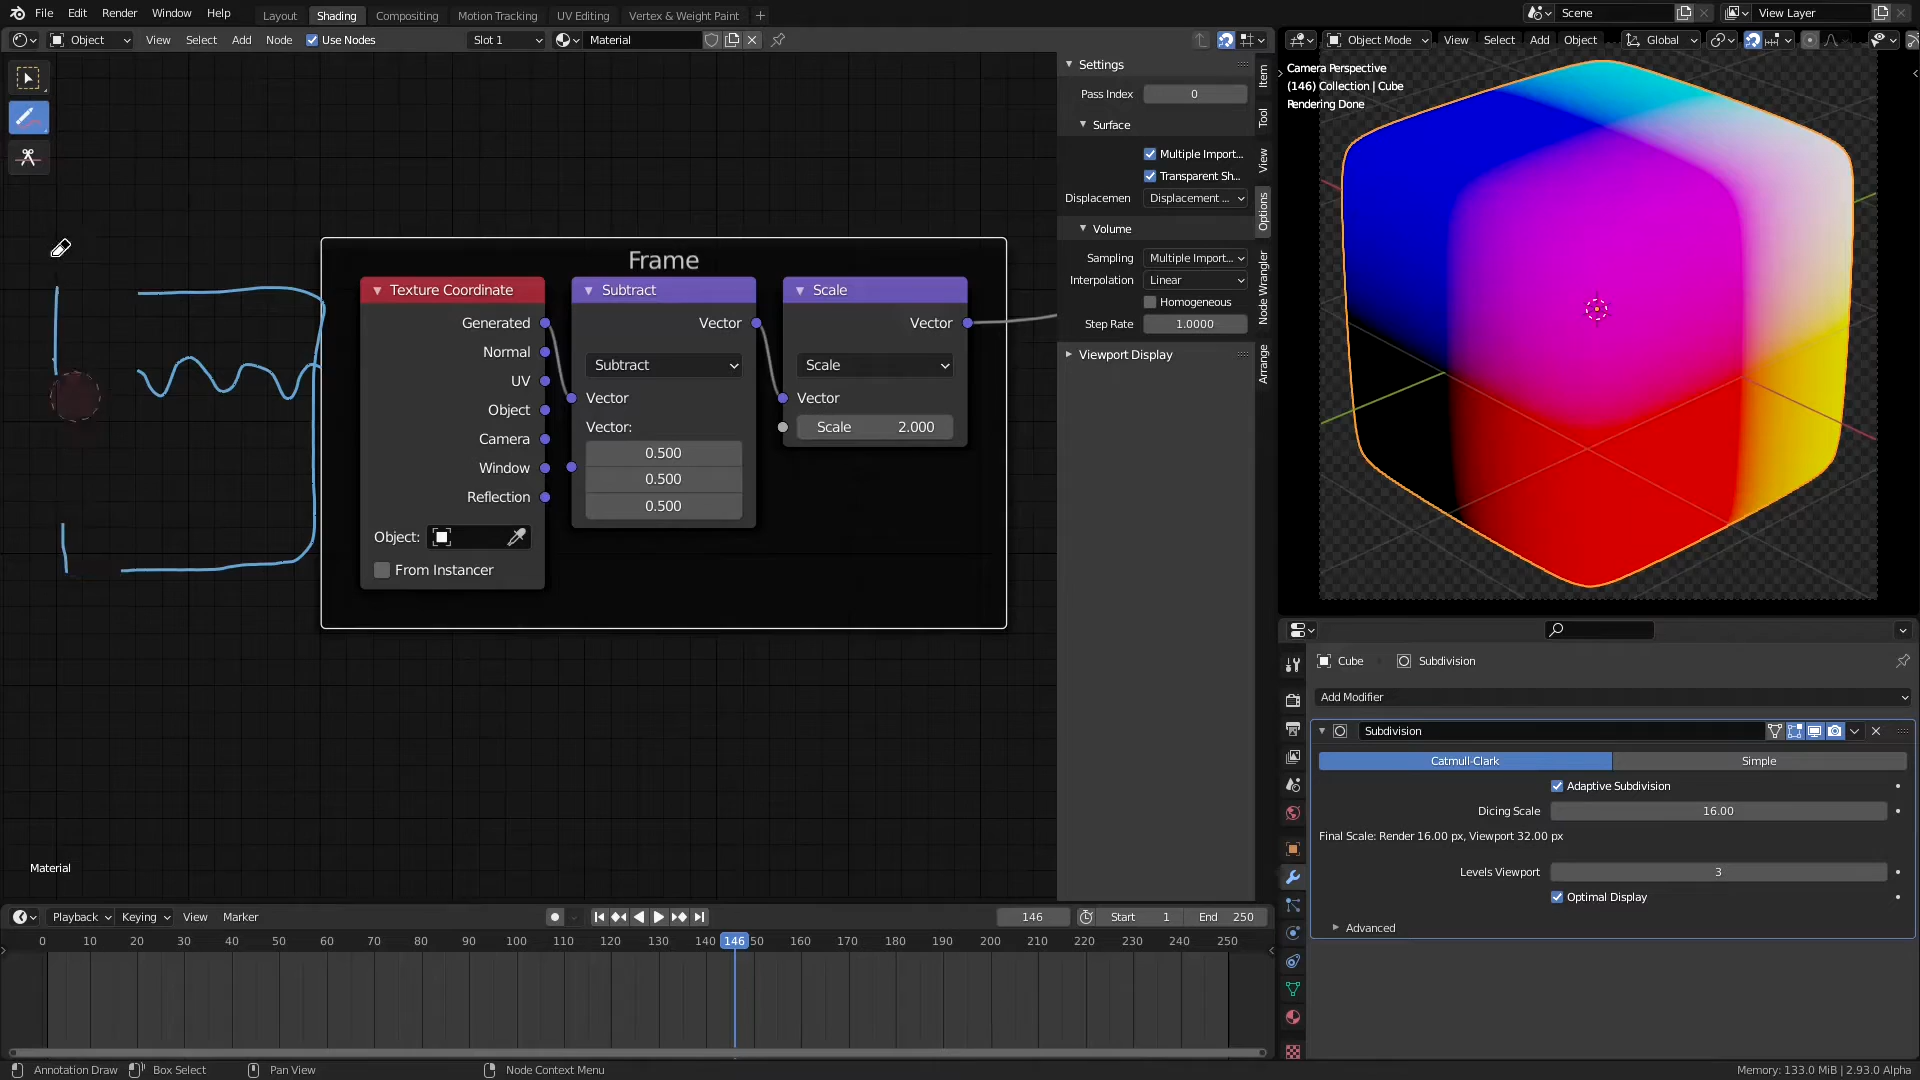 File Edit Render Window Help
Layout Shading Compositing Motion Tracking UV Editing Vertex & Weight Paint +
Scene
View Layer
Object View Select Add Node Use Nodes Slot 1 Material
Object Mode View Select Add Object Global
Settings
Pass Index 0
Surface
Multiple Import...
Transparent Sh...
Displacemen Displacement ...
Volume
Sampling Multiple Import...
Interpolation Linear
Homogeneous
Step Rate 1.0000
Viewport Display
Item
Tool
View
Options
Node Wrangler
Arrange
Camera Perspective
(146) Collection | Cube
Rendering Done
Frame
Texture Coordinate
Generated
Normal
UV
Object
Camera
Window
Reflection
Object:
From Instancer
Subtract
Vector
Subtract
Vector
Vector:
0.500
0.500
0.500
Scale
Vector
Scale
Vector
Scale 2.000
Material
Cube Subdivision
Add Modifier
Subdivision
Catmull-Clark Simple
Adaptive Subdivision
Dicing Scale 16.00
Final Scale: Render 16.00 px, Viewport 32.00 px
Levels Viewport 3
Optimal Display
Advanced
Playback Keying View Marker 146 Start 1 End 250
0 10 20 30 40 50 60 70 80 90 100 110 120 130 140 146 50 160 170 180 190 200 210 220 230 240 250
Annotation Draw Box Select Pan View Node Context Menu Memory: 133.0 MiB | 2.93.0 Alpha